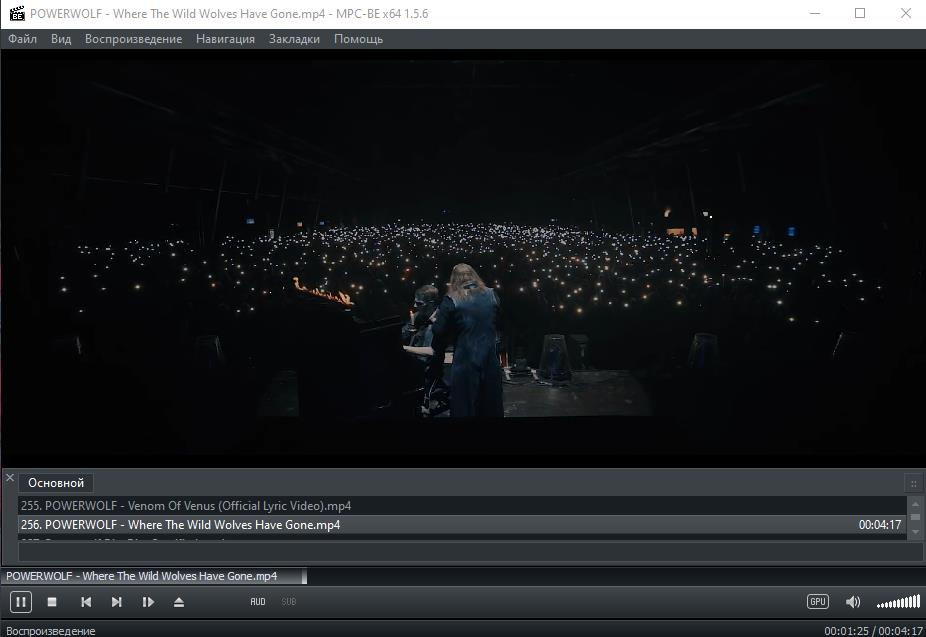 POWERWOLF - Where The Wild Wolves Have Gone.mp4 - MPC-BE x64 1.5.6
Файл Вид Воспроизведение Навигация Закладки Помощь
Основной
255. POWERWOLF - Venom Of Venus (Official Lyric Video).mp4
256. POWERWOLF - Where The Wild Wolves Have Gone.mp4 00:04:17
POWERWOLF - Where The Wild Wolves Have Gone.mp4
AUD SUB GPU
Воспроизведение 00:01:25 / 00:04:17